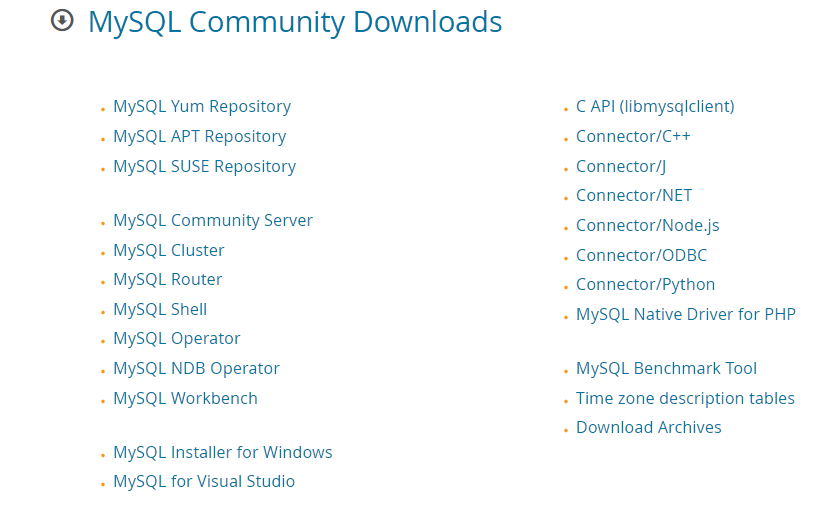 MySQL Community Downloads
MySQL Yum Repository
MySQL APT Repository
MySQL SUSE Repository
MySQL Community Server
MySQL Cluster
MySQL Router
MySQL Shell
MySQL Operator
MySQL NDB Operator
MySQL Workbench
MySQL Installer for Windows
MySQL for Visual Studio
C API (libmysqlclient)
Connector/C++
Connector/J
Connector/NET
Connector/Node.js
Connector/ODBC
Connector/Python
MySQL Native Driver for PHP
MySQL Benchmark Tool
Time zone description tables
Download Archives